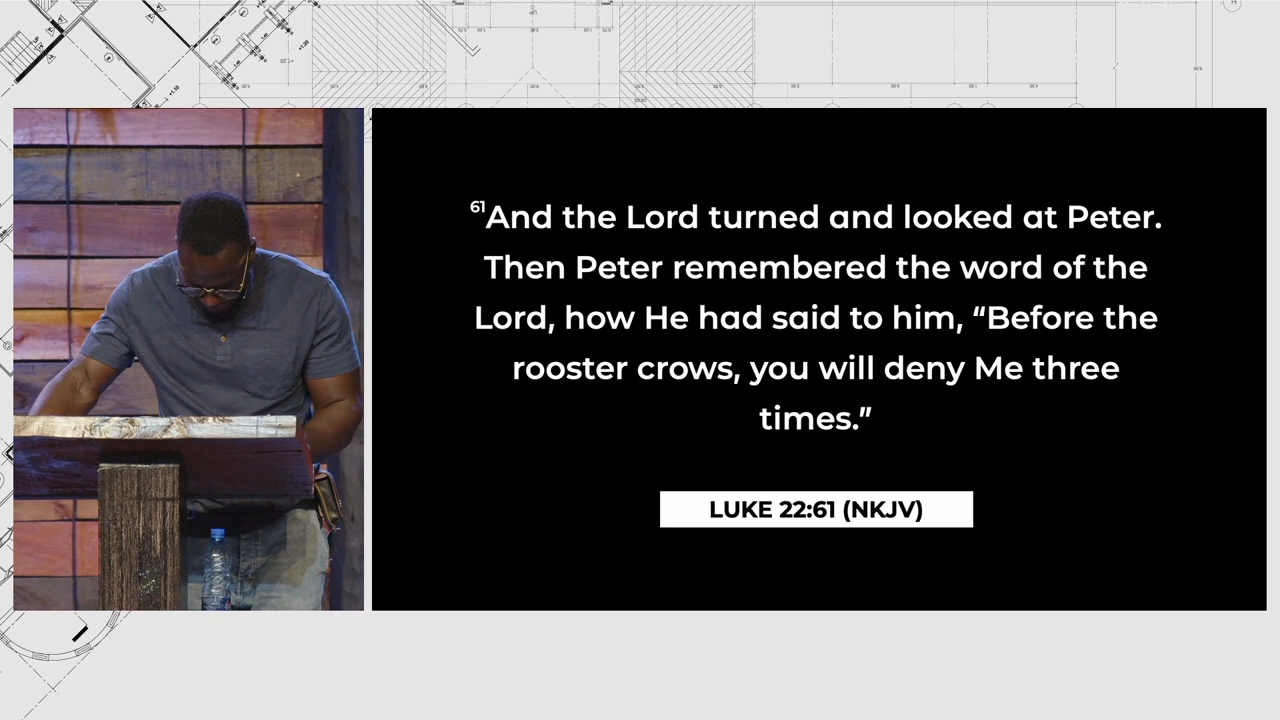 61And the Lord turned and looked at Peter.
Then Peter remembered the word of the
Lord, how He had said to him, “Before the
rooster crows, you will deny Me three
times.”
LUKE 22:61 (NKJV)